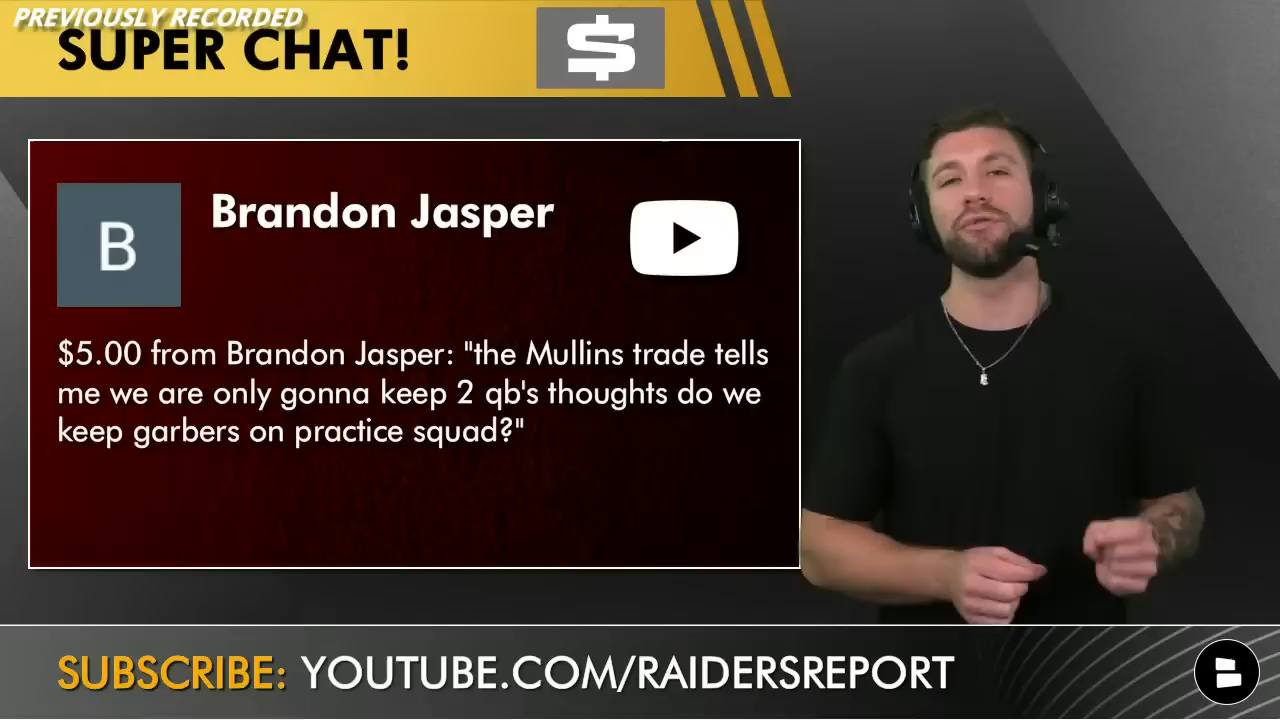 PREVIOUSLY RECORDED
SUPER CHAT!
$
B
Brandon Jasper
$5.00 from Brandon Jasper: "the Mullins trade tells
me we are only gonna keep 2 qb's thoughts do we
keep garbers on practice squad?"
SUBSCRIBE: YOUTUBE.COM/RAIDERSREPORT